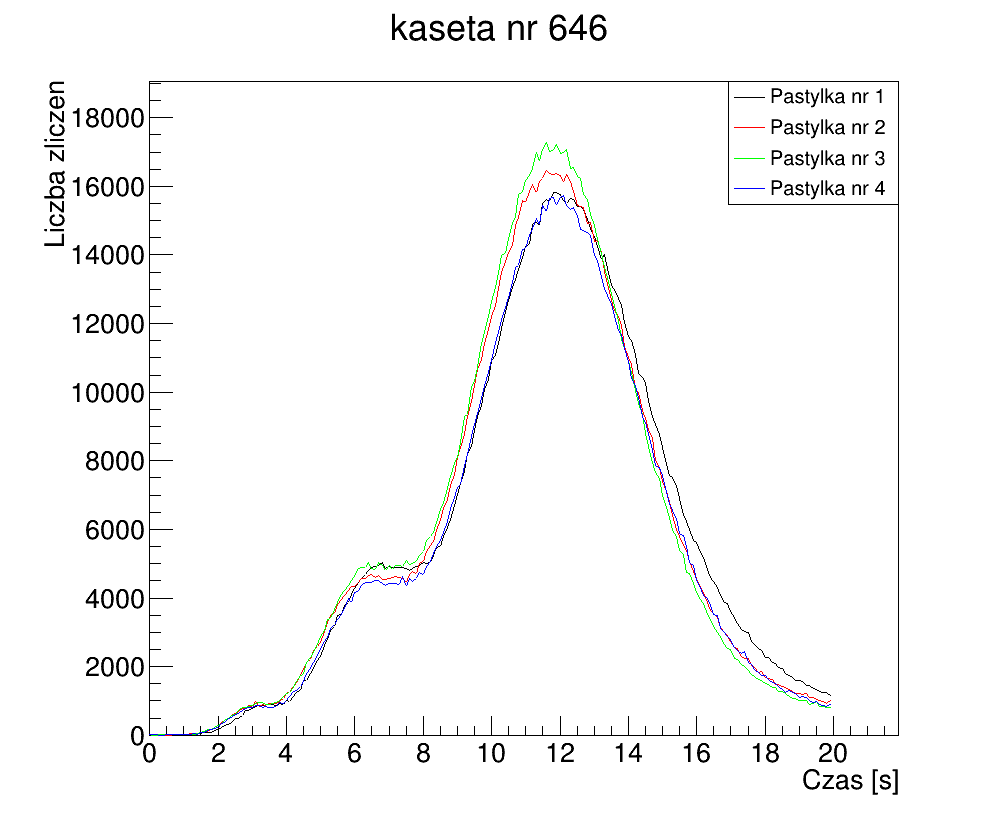 kaseta nr 646
Liczba zliczen
18000
16000
14000
12000
10000
8000
6000
4000
2000
0
Pastylka nr 1
Pastylka nr 2
Pastylka nr 3
Pastylka nr 4
0 2 4 6 8 10 12 14 16 18 20
Czas [s]